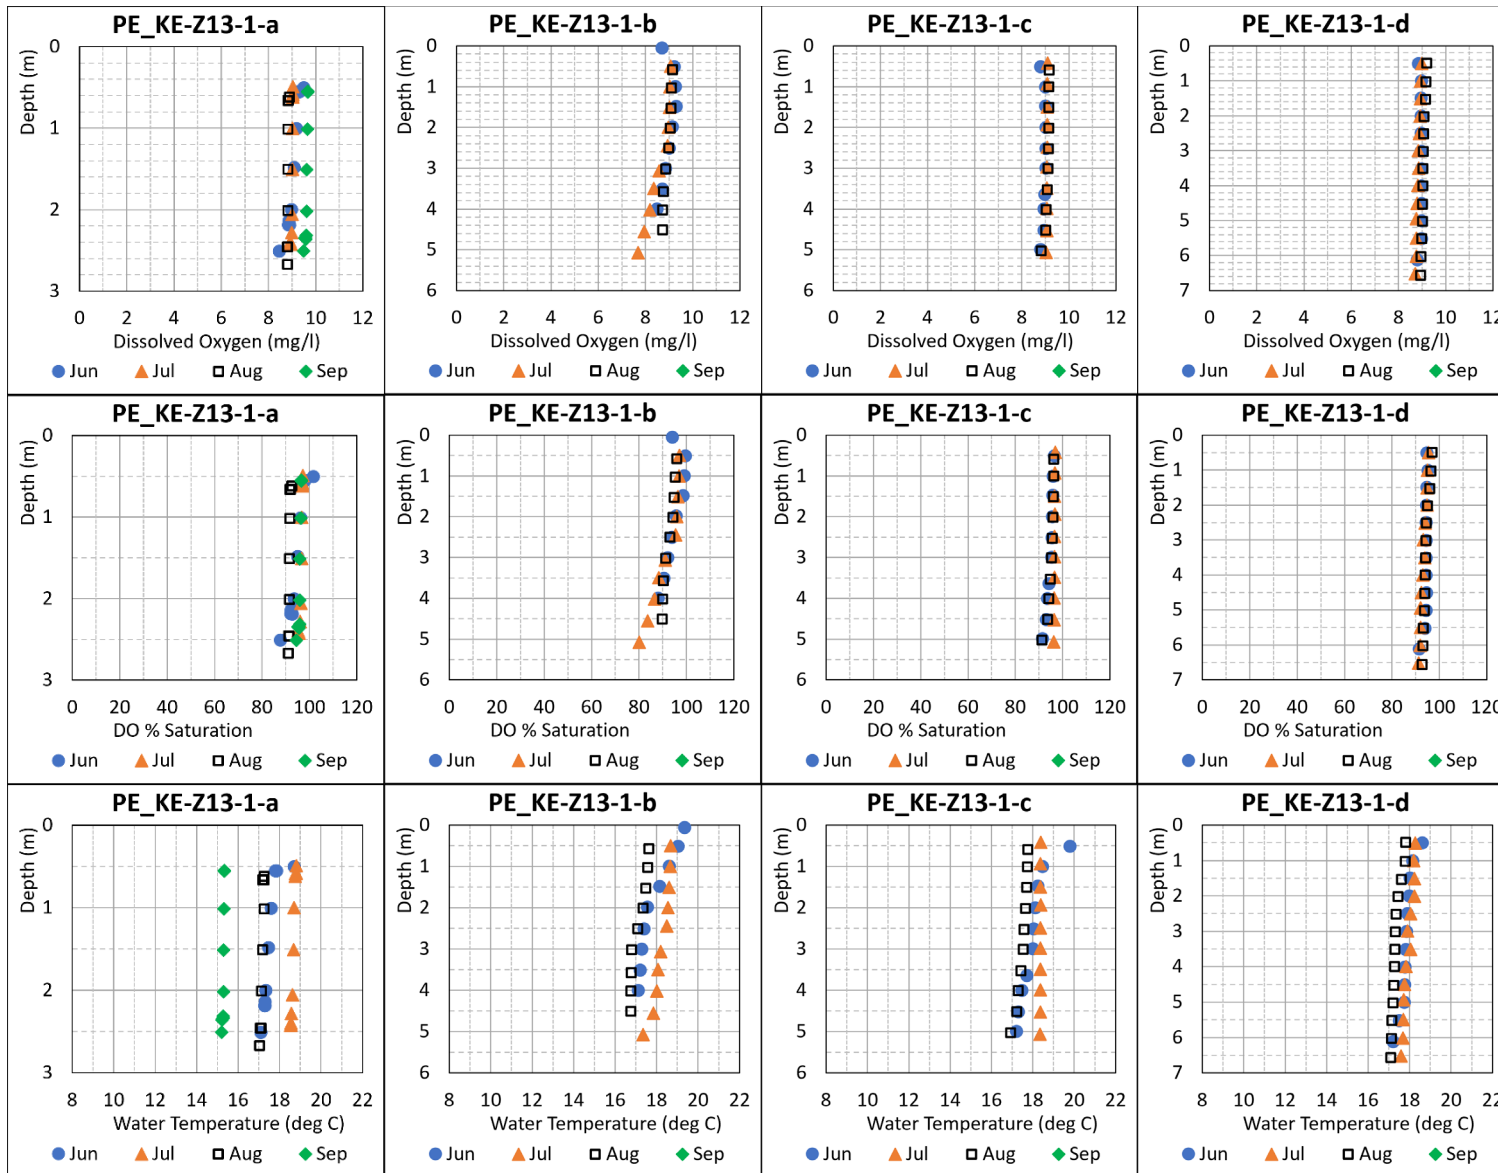 PE_KE-Z13-1-a
Depth (m)
0
1
2
3
0 2 4 6 8 10 12
Dissolved Oxygen (mg/l)
Jun Jul Aug Sep
PE_KE-Z13-1-b
Depth (m)
0
1
2
3
4
5
6
0 2 4 6 8 10 12
Dissolved Oxygen (mg/l)
Jun Jul Aug Sep
PE_KE-Z13-1-c
Depth (m)
0
1
2
3
4
5
6
0 2 4 6 8 10 12
Dissolved Oxygen (mg/l)
Jun Jul Aug Sep
PE_KE-Z13-1-d
Depth (m)
0
1
2
3
4
5
6
7
0 2 4 6 8 10 12
Dissolved Oxygen (mg/l)
Jun Jul Aug Sep
PE_KE-Z13-1-a
Depth (m)
0
1
2
3
0 20 40 60 80 100 120
DO % Saturation
Jun Jul Aug Sep
PE_KE-Z13-1-b
Depth (m)
0
1
2
3
4
5
6
0 20 40 60 80 100 120
DO % Saturation
Jun Jul Aug Sep
PE_KE-Z13-1-c
Depth (m)
0
1
2
3
4
5
6
0 20 40 60 80 100 120
DO % Saturation
Jun Jul Aug Sep
PE_KE-Z13-1-d
Depth (m)
0
1
2
3
4
5
6
7
0 20 40 60 80 100 120
DO % Saturation
Jun Jul Aug Sep
PE_KE-Z13-1-a
Depth (m)
0
1
2
3
8 10 12 14 16 18 20 22
Water Temperature (deg C)
Jun Jul Aug Sep
PE_KE-Z13-1-b
Depth (m)
0
1
2
3
4
5
6
8 10 12 14 16 18 20 22
Water Temperature (deg C)
Jun Jul Aug Sep
PE_KE-Z13-1-c
Depth (m)
0
1
2
3
4
5
6
8 10 12 14 16 18 20 22
Water Temperature (deg C)
Jun Jul Aug Sep
PE_KE-Z13-1-d
Depth (m)
0
1
2
3
4
5
6
7
8 10 12 14 16 18 20 22
Water Temperature (deg C)
Jun Jul Aug Sep